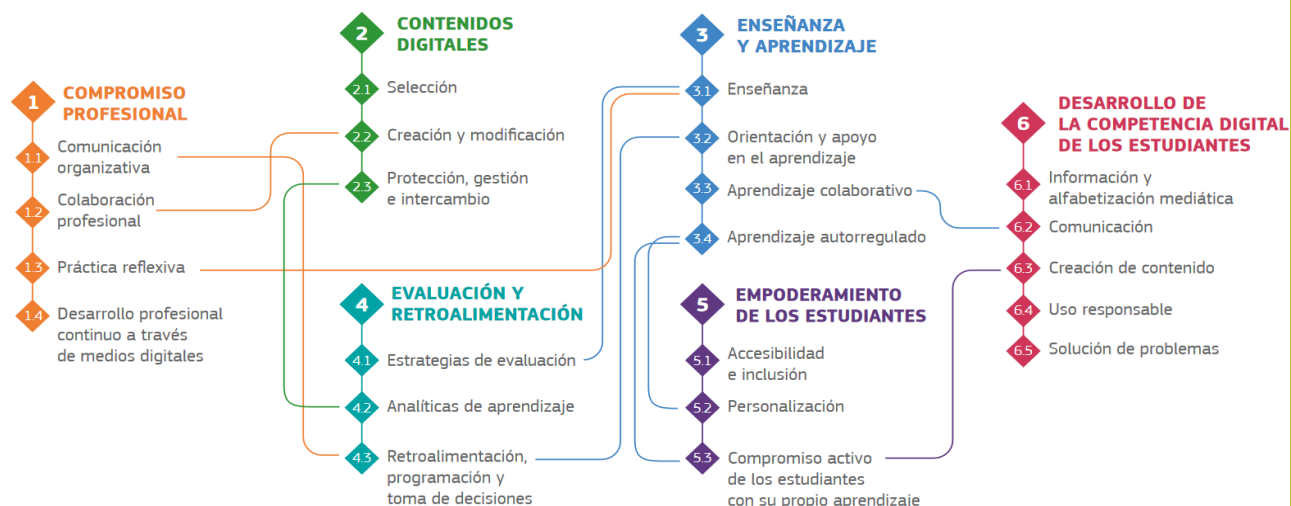 1
COMPROMISO
PROFESIONAL
1.1
Comunicación
organizativa
1.2
Colaboración
profesional
1.3
Práctica reflexiva
1.4
Desarrollo profesional
continuo a través
de medios digitales
2
CONTENIDOS
DIGITALES
2.1
Selección
2.2
Creación y modificación
2.3
Protección, gestión
e intercambio
3
ENSEÑANZA
Y APRENDIZAJE
3.1
Enseñanza
3.2
Orientación y apoyo
en el aprendizaje
3.3
Aprendizaje colaborativo
3.4
Aprendizaje autorregulado
4
EVALUACIÓN Y
RETROALIMENTACIÓN
4.1
Estrategias de evaluación
4.2
Analíticas de aprendizaje
4.3
Retroalimentación,
programación y
toma de decisiones
5
EMPODERAMIENTO
DE LOS ESTUDIANTES
5.1
Accesibilidad
e inclusión
5.2
Personalización
5.3
Compromiso activo
de los estudiantes
con su propio aprendizaje
6
DESARROLLO DE
LA COMPETENCIA DIGITAL
DE LOS ESTUDIANTES
6.1
Información y
alfabetización mediática
6.2
Comunicación
6.3
Creación de contenido
6.4
Uso responsable
6.5
Solución de problemas